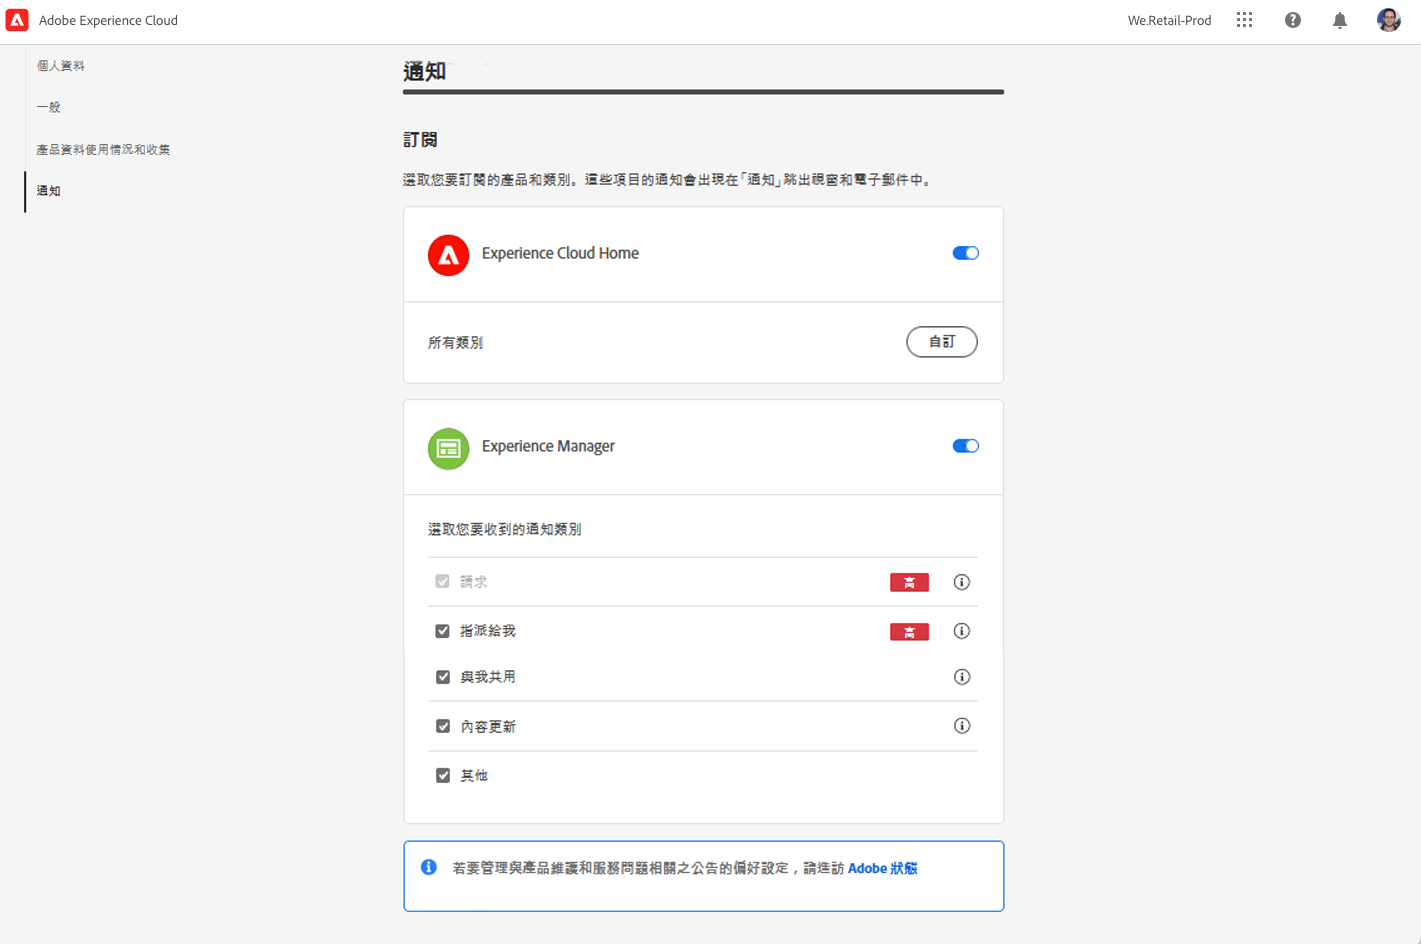 Adobe Experience Cloud
We.Retail-Prod
個人資料
一般
產品資料使用情況和收集
通知
通知
訂閱
選取您要訂閱的產品和類別。這些項目的通知會出現在「通知」跳出視窗和電子郵件中。
Experience Cloud Home
所有類別
自訂
Experience Manager
選取您要收到的通知類別
請求
高
指派給我
高
與我共用
內容更新
其他
若要管理與產品維護和服務問題相關之公告的偏好設定，請造訪 Adobe 狀態